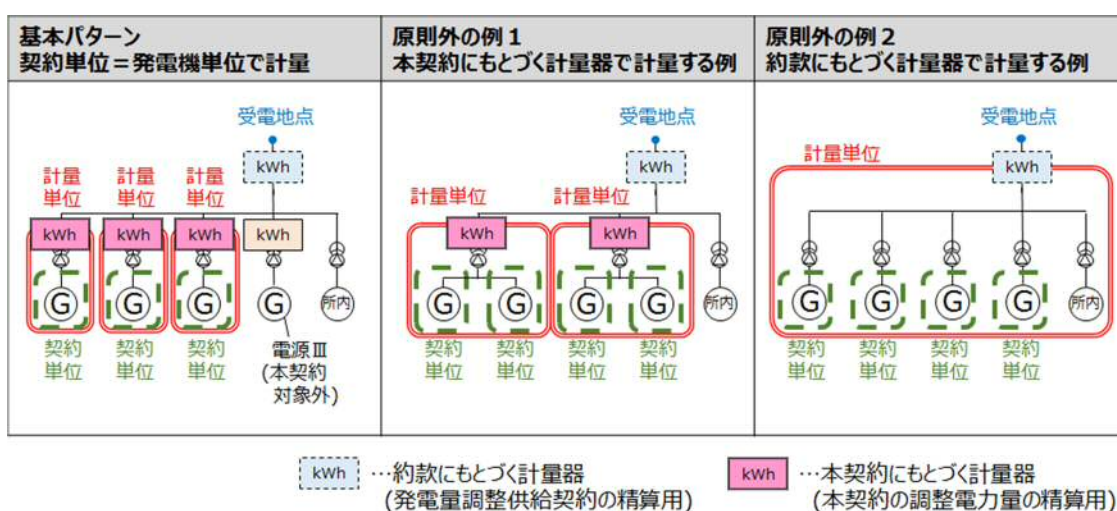 基本パターン
契約単位＝発電機単位で計量
原則外の例１
本契約にもとづく計量器で計量する例
原則外の例２
約款にもとづく計量器で計量する例
受電地点
kWh
計量
単位
計量
単位
計量
単位
kWh
kWh
kWh
kWh
G
G
G
G
所内
契約
単位
契約
単位
契約
単位
電源Ⅲ
(本契約
対象外)
受電地点
kWh
計量単位
計量単位
kWh
kWh
G
G
G
G
所内
契約
単位
契約
単位
契約
単位
契約
単位
受電地点
計量単位
kWh
G
G
G
G
所内
契約
単位
契約
単位
契約
単位
契約
単位
kWh …約款にもとづく計量器
(発電量調整供給契約の精算用)
kWh …本契約にもとづく計量器
(本契約の調整電力量の精算用)